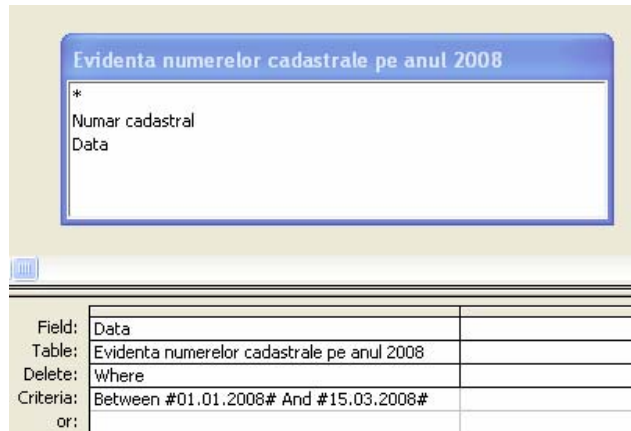 Evidenta numerelor cadastrale pe anul 2008
*
Numar cadastral
Data
Field: Data
Table: Evidenta numerelor cadastrale pe anul 2008
Delete: Where
Criteria: Between #01.01.2008# And #15.03.2008#
or: